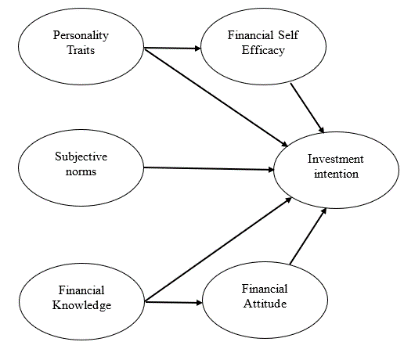 Personality
Traits
Financial Self
Efficacy
Subjective
norms
Investment
intention
Financial
Knowledge
Financial
Attitude